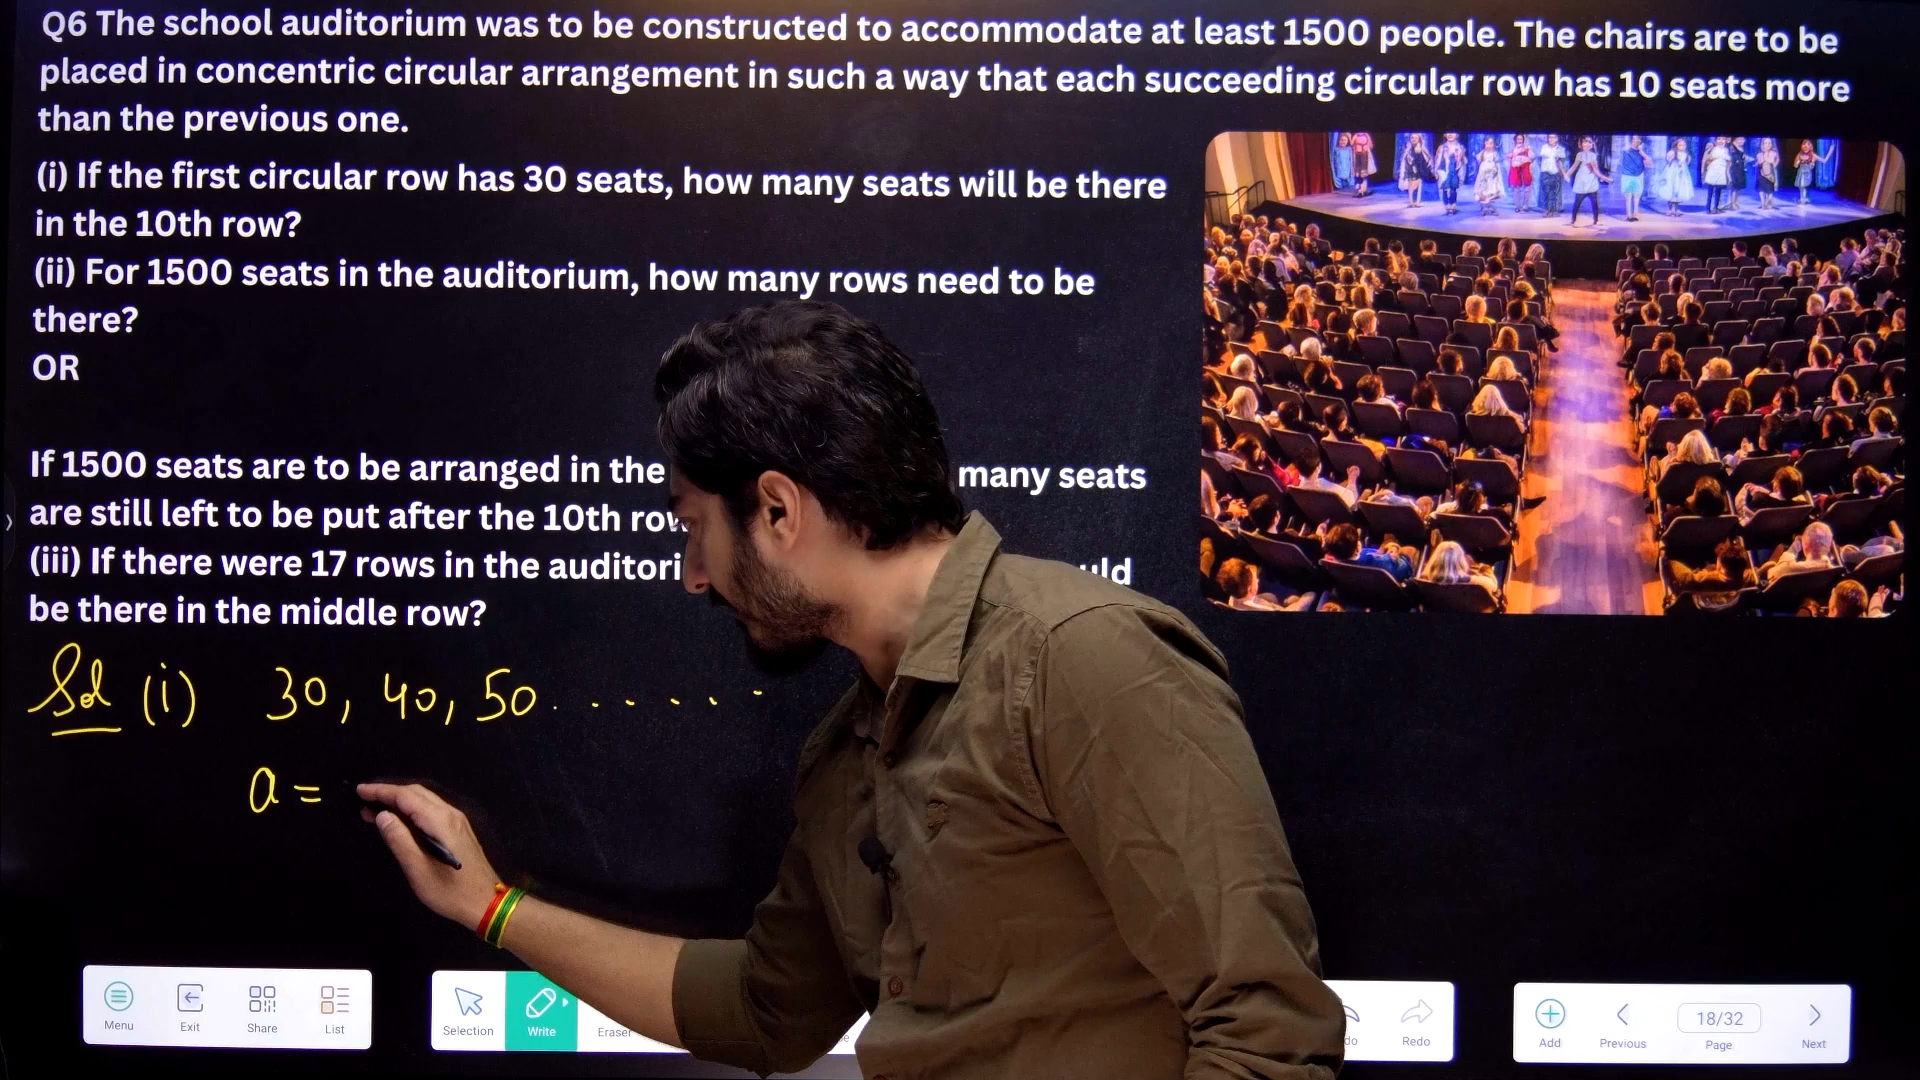 Q6 The school auditorium was to be constructed to accommodate at least 1500 people. The chairs are to be
placed in concentric circular arrangement in such a way that each succeeding circular row has 10 seats more
than the previous one.
(i) If the first circular row has 30 seats, how many seats will be there
in the 10th row?
(ii) For 1500 seats in the auditorium, how many rows need to be
there?
OR
If 1500 seats are to be arranged in the many seats
are still left to be put after the 10th row
(iii) If there were 17 rows in the
be there in the middle row?
Sol (i) 30, 40, 50 . . . . . .
a =
Menu Exit Share List Selection Write Eraser Redo Add Previous 18/32 Page Next